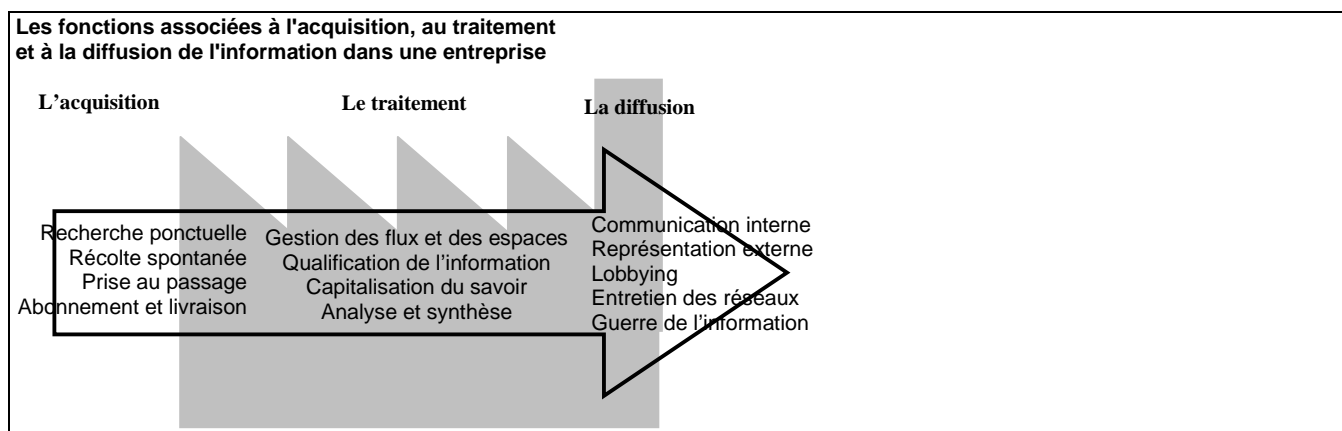 Les fonctions associées à l'acquisition, au traitement
et à la diffusion de l'information dans une entreprise
L’acquisition
Le traitement
La diffusion
Recherche ponctuelle
Récolte spontanée
Prise au passage
Abonnement et livraison
Gestion des flux et des espaces
Qualification de l’information
Capitalisation du savoir
Analyse et synthèse
Communication interne
Représentation externe
Lobbying
Entretien des réseaux
Guerre de l’information